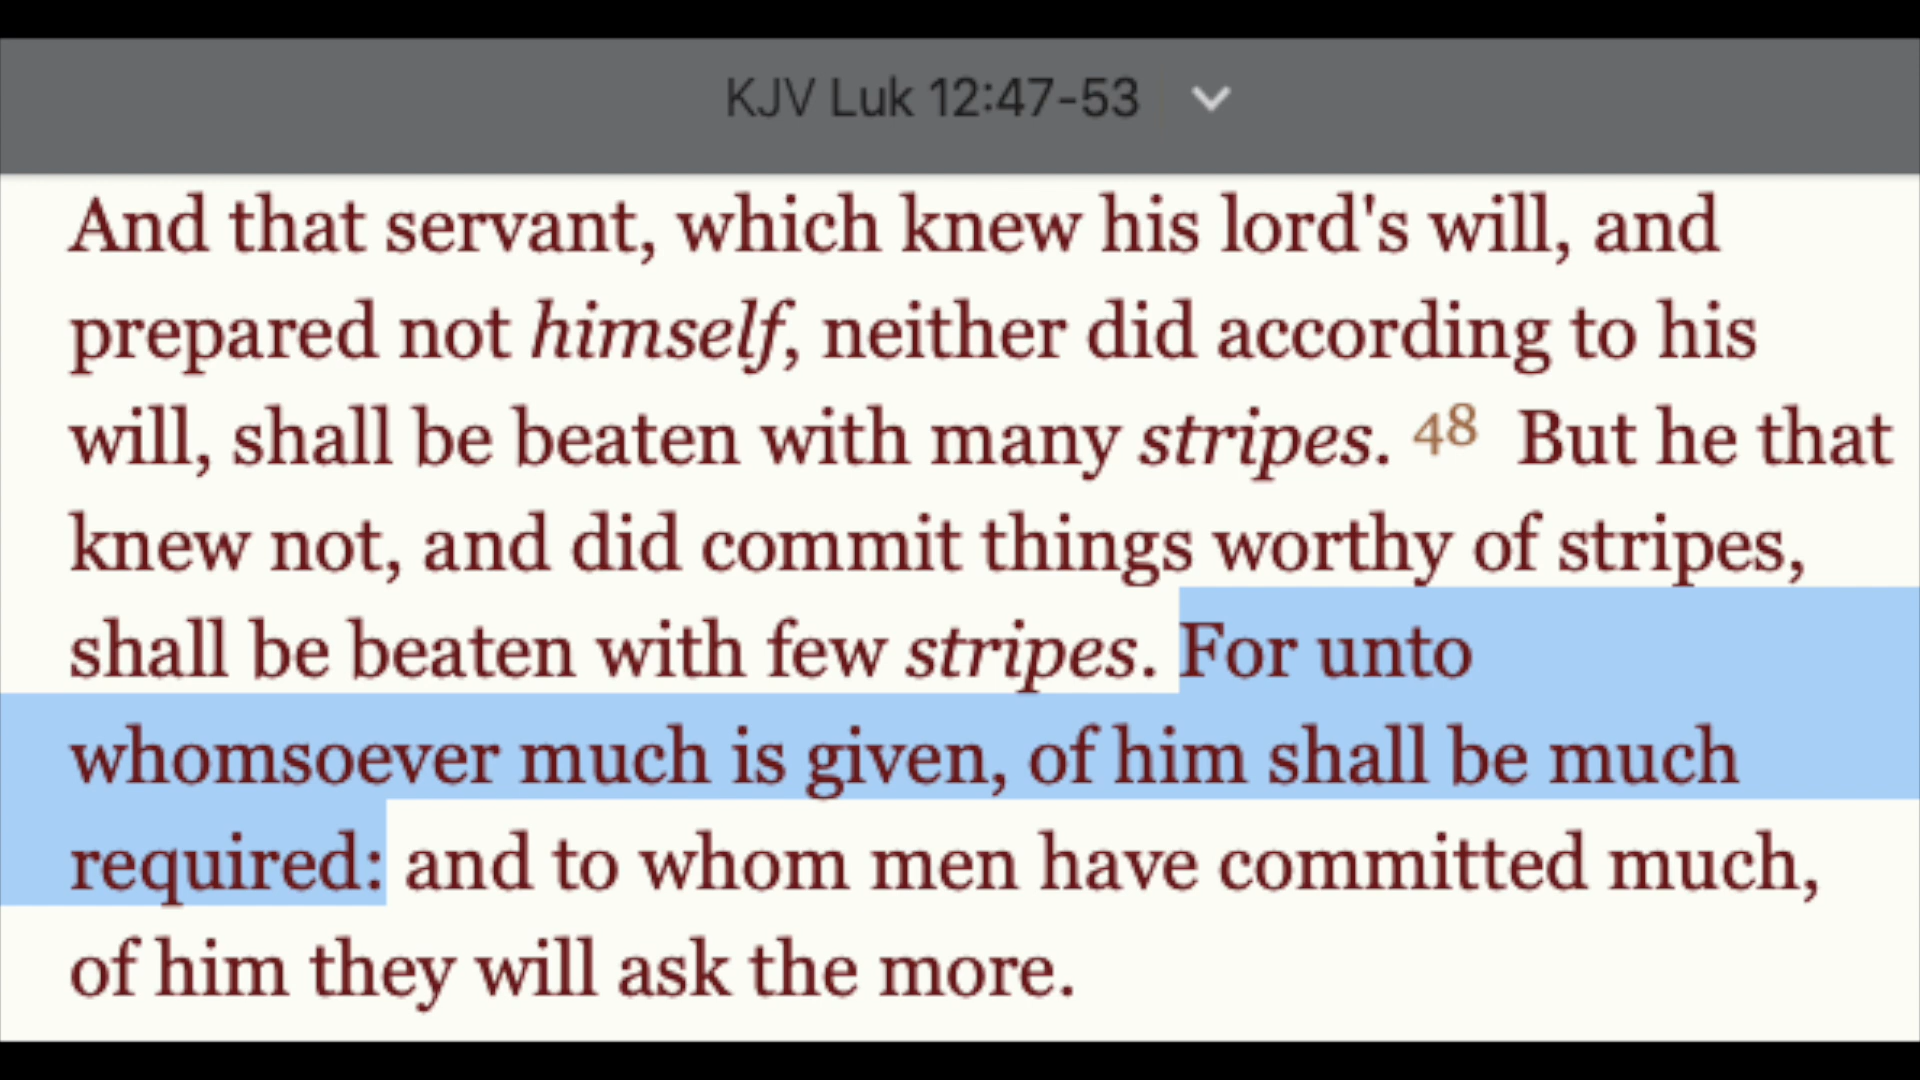 KJV Luk 12:47-53
And that servant, which knew his lord's will, and
prepared not himself, neither did according to his
will, shall be beaten with many stripes. 48 But he that
knew not, and did commit things worthy of stripes,
shall be beaten with few stripes. For unto
whomsoever much is given, of him shall be much
required: and to whom men have committed much,
of him they will ask the more.